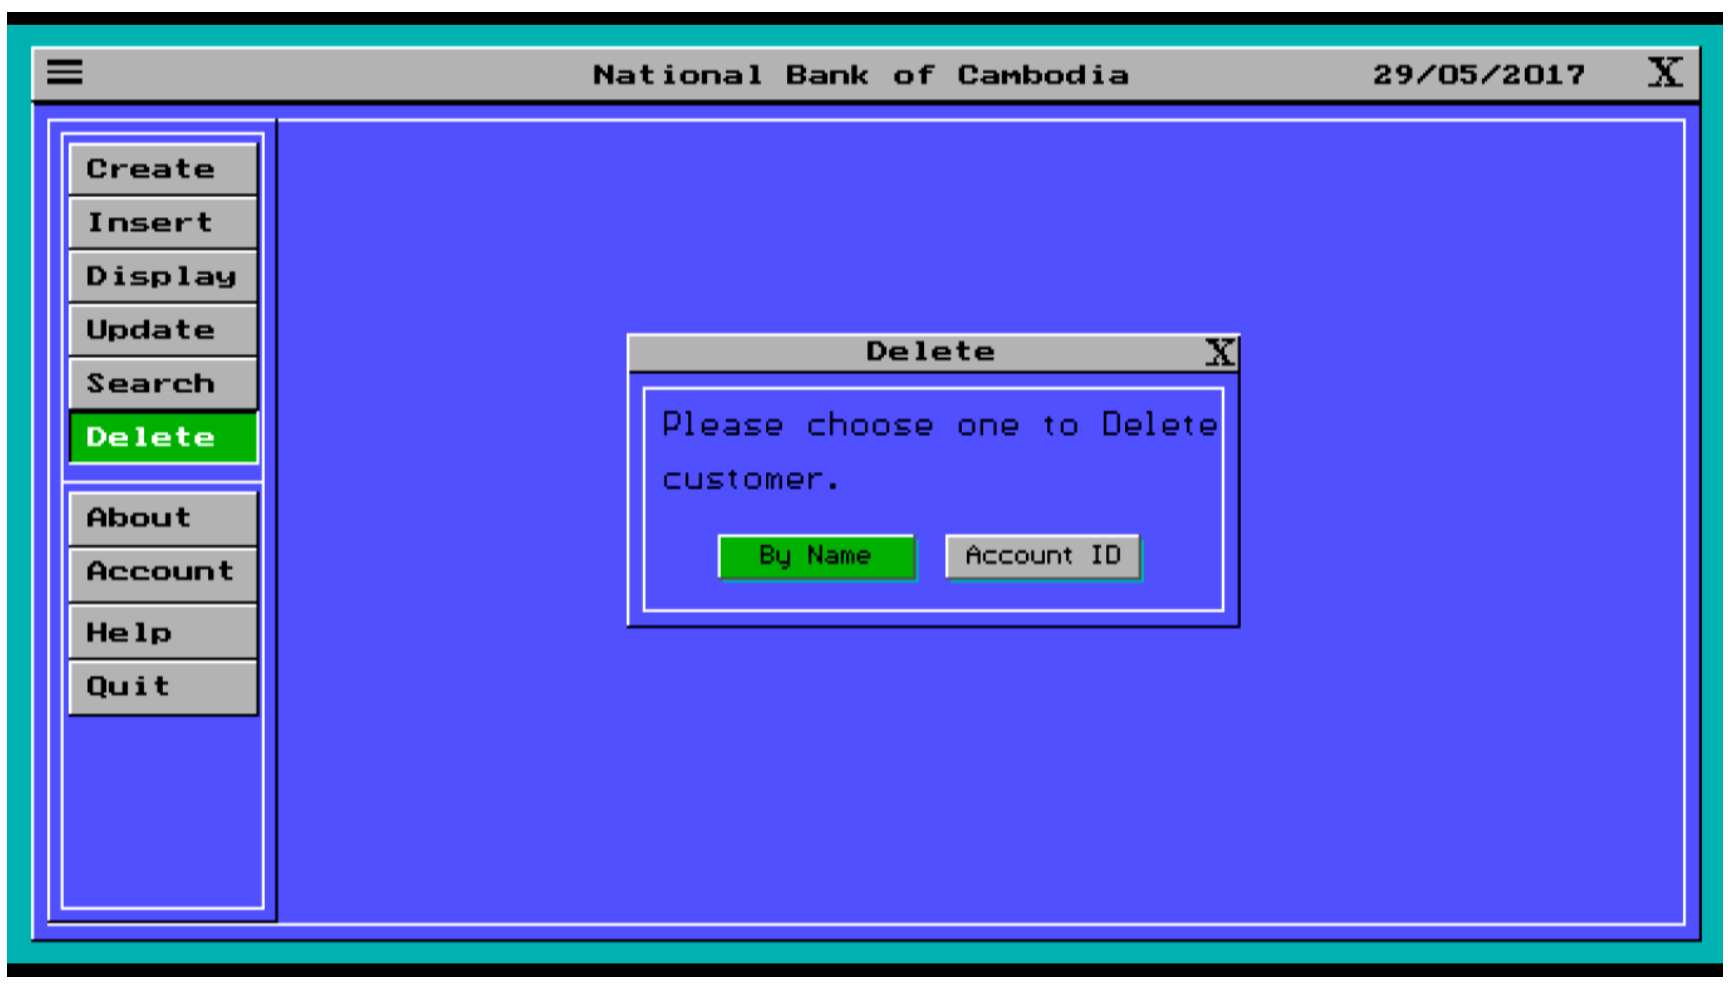 National Bank of Cambodia 29/05/2017 X
Create
Insert
Display
Update
Search
Delete
About
Account
Help
Quit
Delete X
Please choose one to Delete
customer.
By Name Account ID